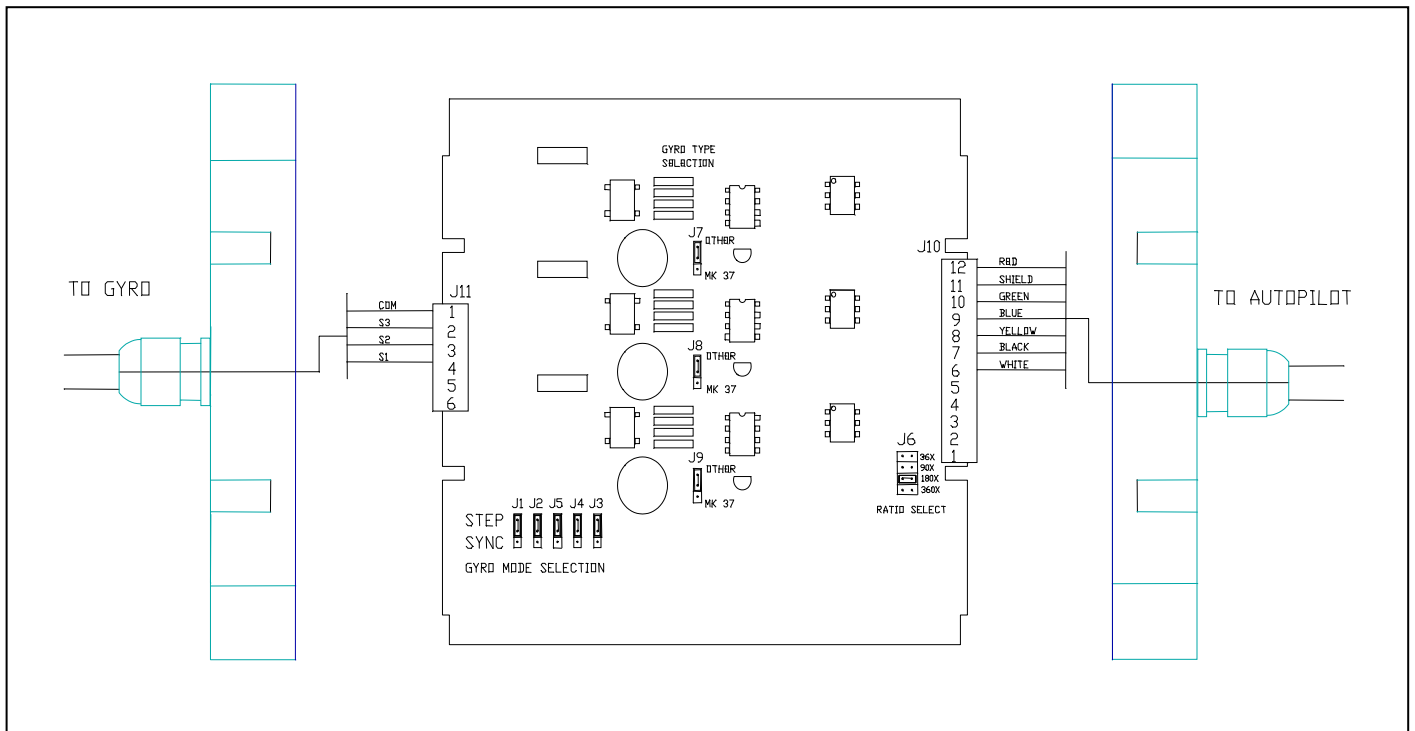 GYRO TYPE
SELECTION
TO GYRO
J11
COM 1
S3 2
S2 3
S1 4
5
6
J7
OTHER
MK 37
J8
OTHER
MK 37
J9
OTHER
MK 37
J10
12 RED
11 SHIELD
10 GREEN
9 BLUE
8 YELLOW
7 BLACK
6 WHITE
5
4
3
2
1
TO AUTOPILOT
J6
36X
90X
180X
360X
RATIO SELECT
J1 J2 J5 J4 J3
STEP
SYNC
GYRO MODE SELECTION